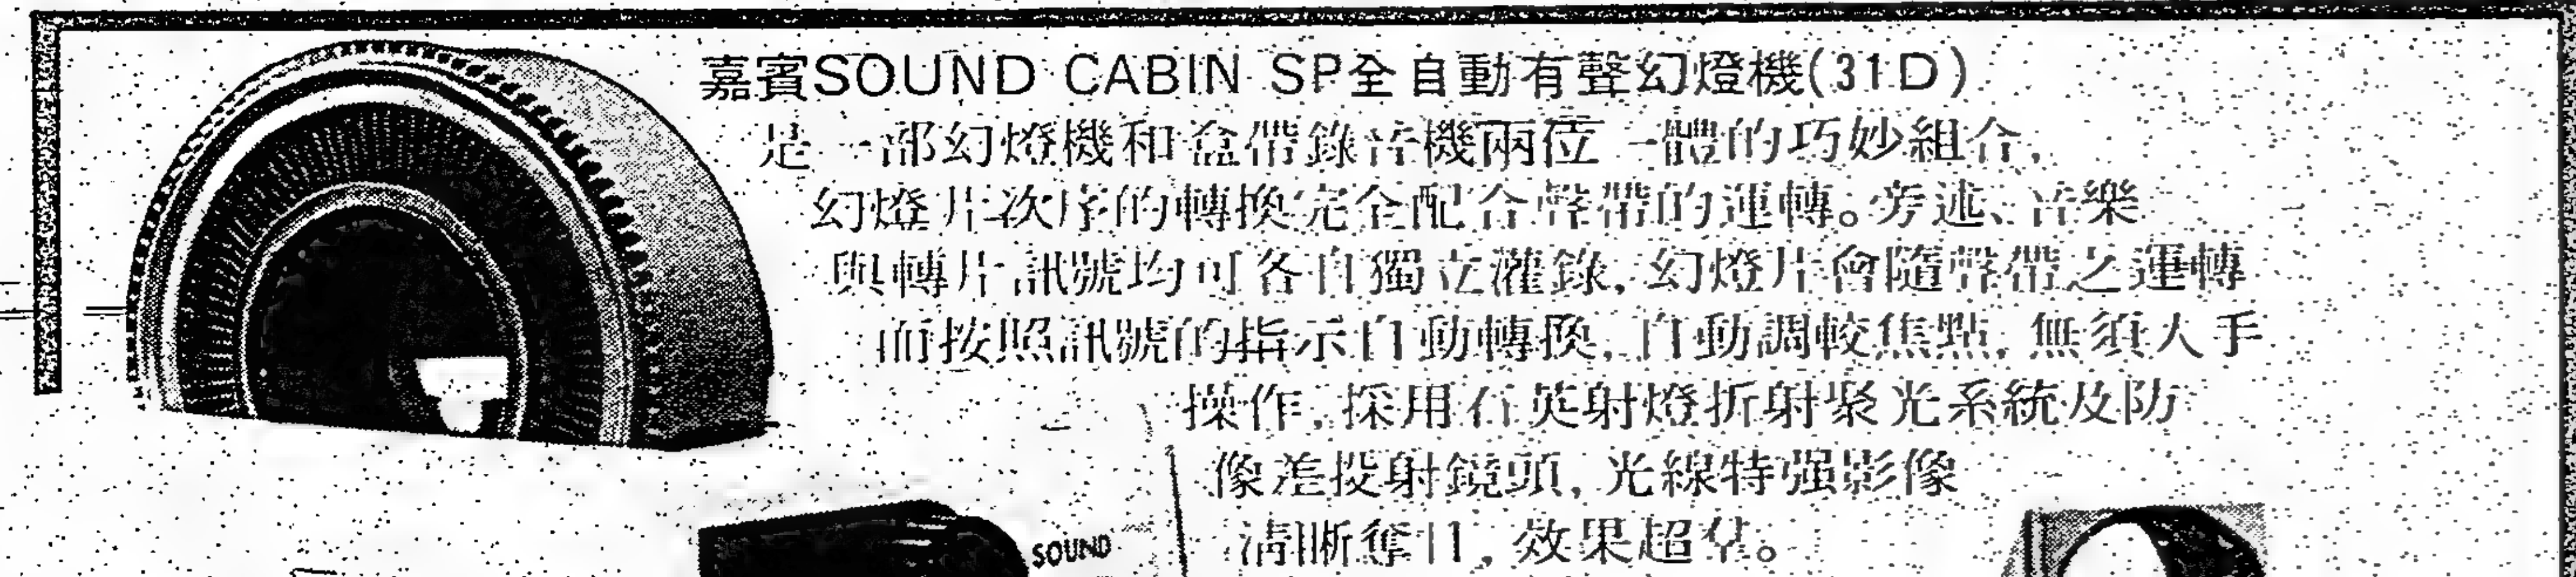 嘉賓SOUND CABIN SP全自動有聲幻燈機(31D)
是一部幻燈機和盒帶錄音機兩位一體的巧妙組合,
幻燈片次序的轉換完全配合聲帶的運轉。旁述、音樂
與轉片訊號均可各自獨立灌錄,幻燈片會隨聲帶之運轉
而按照訊號的指示自動轉換,自動調較焦點,無須人手
操作,採用石英射燈折射聚光系統及防
像差投射鏡頭,光線特强影像
清晰奪目,效果超卓。
SOUND